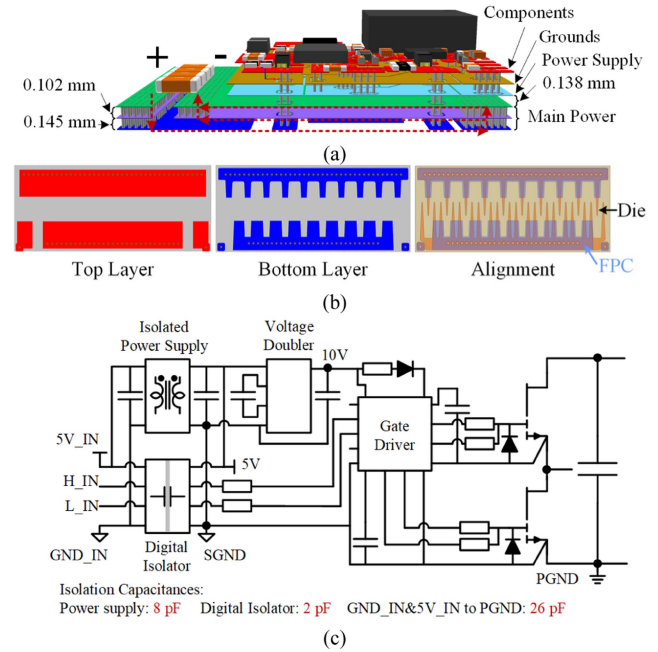 Components
Grounds
Power Supply
+ -
0.102 mm
0.138 mm
0.145 mm
Main Power
(a)
Die
FPC
Top Layer
Bottom Layer
Alignment
(b)
Isolated
Power Supply
Voltage
Doubler
10V
Gate
Driver
5V_IN
5V
H_IN
L_IN
GND_IN
Digital
Isolator
SGND
PGND
Isolation Capacitances:
Power supply: 8 pF Digital Isolator: 2 pF GND_IN&5V_IN to PGND: 26 pF
(c)